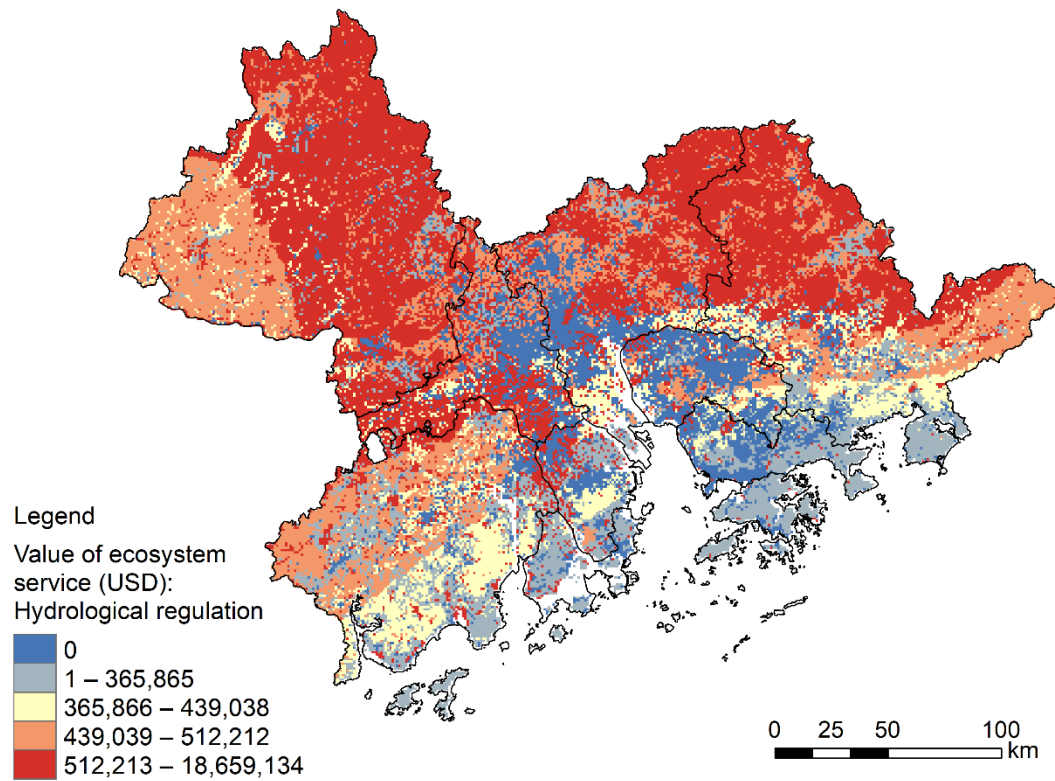 Legend
Value of ecosystem
service (USD):
Hydrological regulation
0
1 – 365,865
365,866 – 439,038
439,039 – 512,212
512,213 – 18,659,134
0 25 50 100
km